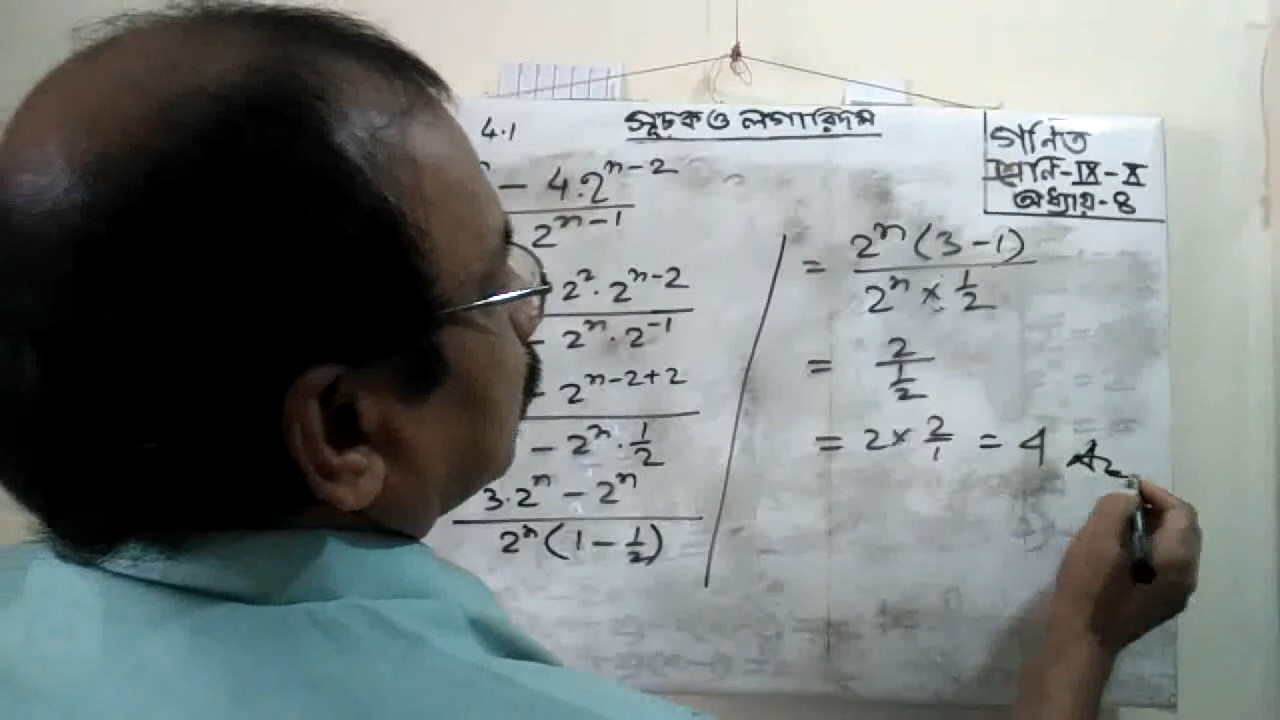 4.1
সূচক ও লগারিদম
গনিত
শ্রেনি-IX-X
অধ্যায়-৪
- 4.2^{n-2}
2^{n-1}
2^2 . 2^{n-2}
- 2^n . 2^{-1}
- 2^{n-2+2}
- 2^n . 1/2
3.2^n - 2^n
2^n (1 - 1/2)
= 2^n (3-1)
2^n × 1/2
= 2 / 1/2
= 2 × 2/1 = 4